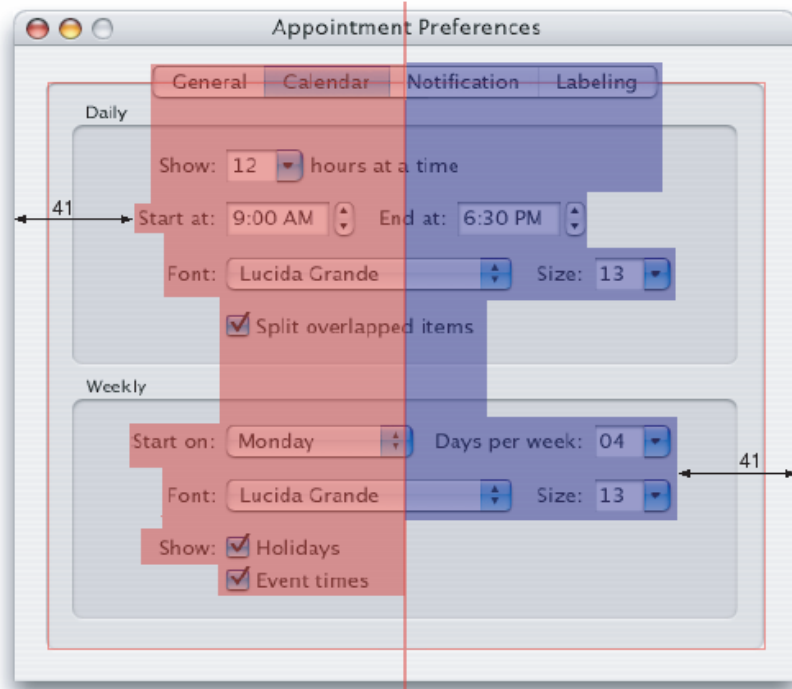 Appointment Preferences
General Calendar Notification Labeling
Daily
Show: 12 hours at a time
41 Start at: 9:00 AM End at: 6:30 PM
Font: Lucida Grande Size: 13
Split overlapped items
Weekly
Start on: Monday Days per week: 04
41
Font: Lucida Grande Size: 13
Show: Holidays
Event times